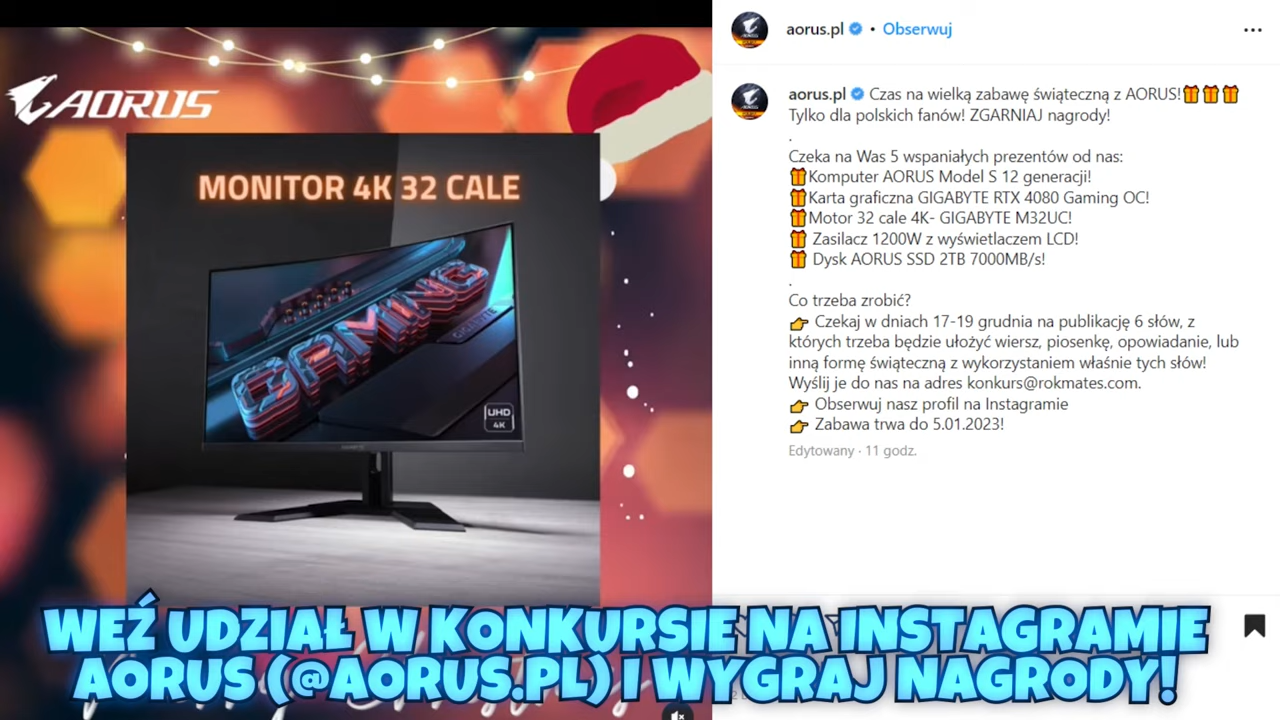 AORUS
MONITOR 4K 32 CALE
GAMING
GIGABYTE
UHD
4K
GIGABYTE
aorus.pl • Obserwuj
aorus.pl Czas na wielką zabawę świąteczną z AORUS!🎁🎁🎁
Tylko dla polskich fanów! ZGARNIAJ nagrody!
.
Czeka na Was 5 wspaniałych prezentów od nas:
🎁Komputer AORUS Model S 12 generacji!
🎁Karta graficzna GIGABYTE RTX 4080 Gaming OC!
🎁Motor 32 cale 4K- GIGABYTE M32UC!
🎁 Zasilacz 1200W z wyświetlaczem LCD!
🎁 Dysk AORUS SSD 2TB 7000MB/s!
.
Co trzeba zrobić?
👉 Czekaj w dniach 17-19 grudnia na publikację 6 słów, z
których trzeba będzie ułożyć wiersz, piosenkę, opowiadanie, lub
inną formę świąteczną z wykorzystaniem właśnie tych słów!
Wyślij je do nas na adres konkurs@rokmates.com.
👉 Obserwuj nasz profil na Instagramie
👉 Zabawa trwa do 5.01.2023!
Edytowany · 11 godz.
WEŹ UDZIAŁ W KONKURSIE NA INSTAGRAMIE
AORUS (@AORUS.PL) I WYGRAJ NAGRODY!